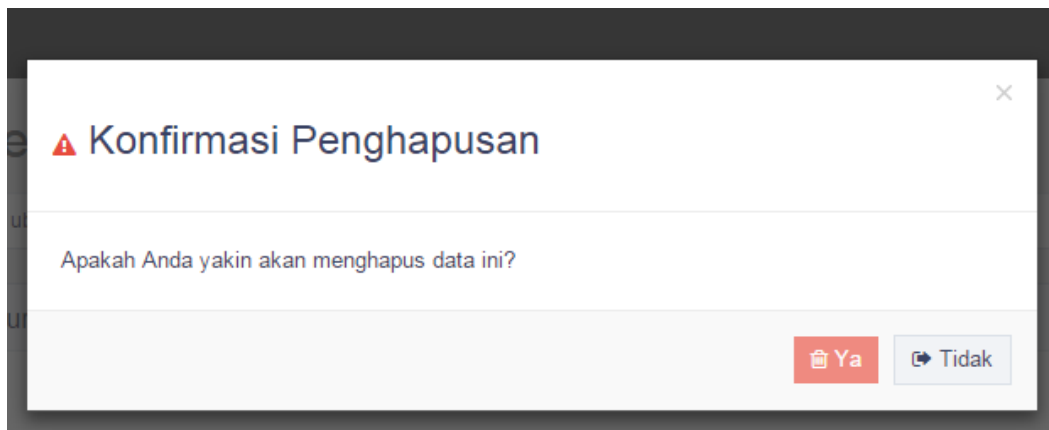 Konfirmasi Penghapusan
Apakah Anda yakin akan menghapus data ini?
Ya
Tidak